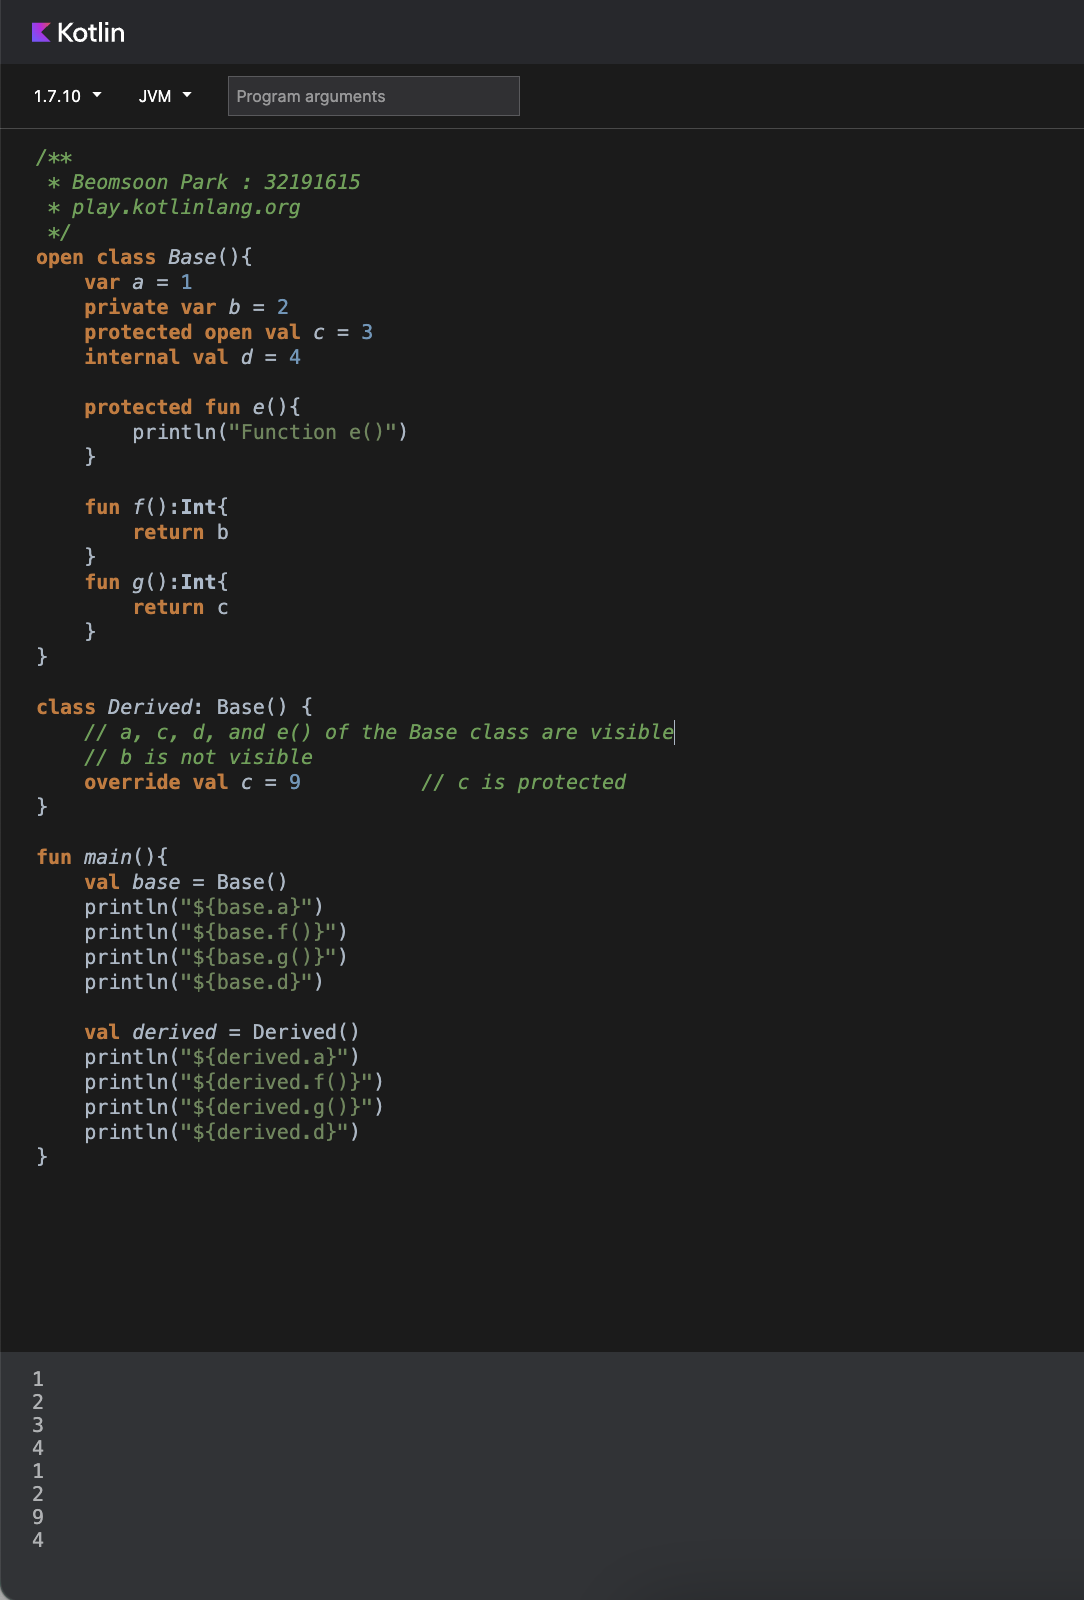 Kotlin
1.7.10 JVM Program arguments
/**
 * Beomsoon Park : 32191615
 * play.kotlinlang.org
 */
open class Base(){
    var a = 1
    private var b = 2
    protected open val c = 3
    internal val d = 4

    protected fun e(){
        println("Function e()")
    }

    fun f():Int{
        return b
    }
    fun g():Int{
        return c
    }
}

class Derived: Base() {
    // a, c, d, and e() of the Base class are visible
    // b is not visible
    override val c = 9          // c is protected
}

fun main(){
    val base = Base()
    println("${base.a}")
    println("${base.f()}")
    println("${base.g()}")
    println("${base.d}")

    val derived = Derived()
    println("${derived.a}")
    println("${derived.f()}")
    println("${derived.g()}")
    println("${derived.d}")
}
1
2
3
4
1
2
9
4